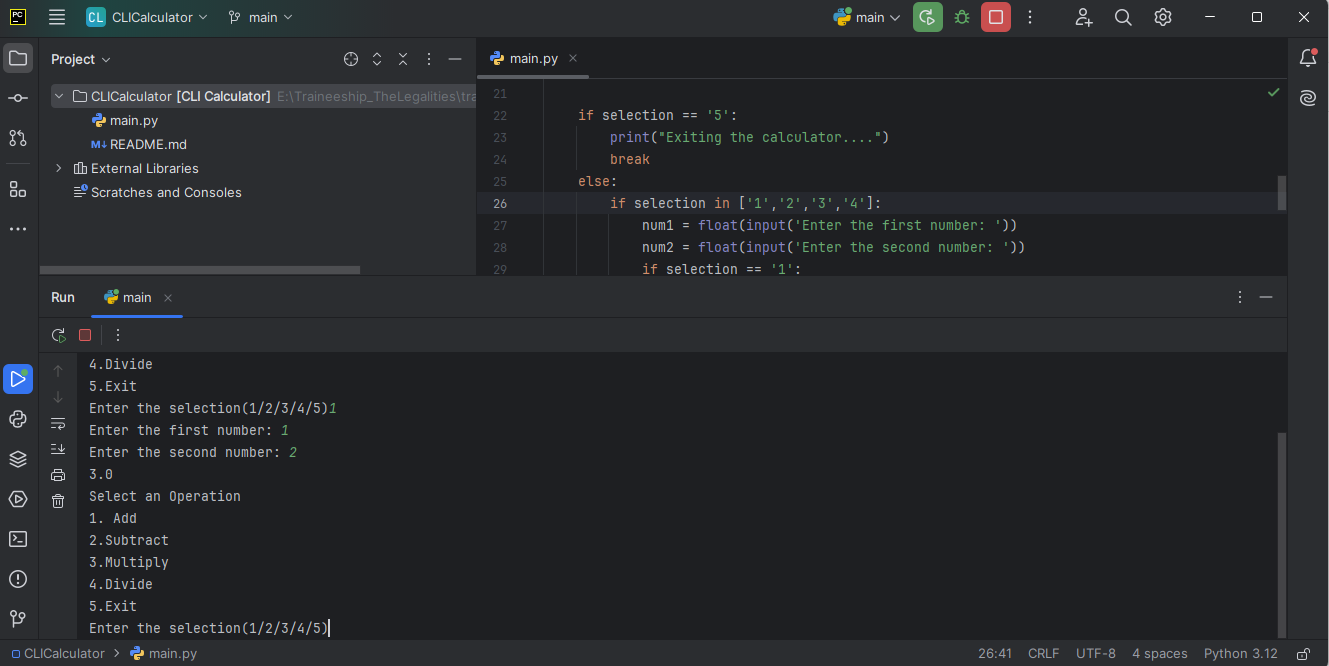 PC
CL CLICalculator main main
Project
main.py
CLICalculator [CLI Calculator] E:\Traineeship_TheLegalities\tra
main.py
M↓ README.md
External Libraries
Scratches and Consoles
21
22 if selection == '5':
23 print("Exiting the calculator....")
24 break
25 else:
26 if selection in ['1','2','3','4']:
27 num1 = float(input('Enter the first number: '))
28 num2 = float(input('Enter the second number: '))
29 if selection == '1':
Run main
4.Divide
5.Exit
Enter the selection(1/2/3/4/5)1
Enter the first number: 1
Enter the second number: 2
3.0
Select an Operation
1. Add
2.Subtract
3.Multiply
4.Divide
5.Exit
Enter the selection(1/2/3/4/5)
CLICalculator > main.py 26:41 CRLF UTF-8 4 spaces Python 3.12